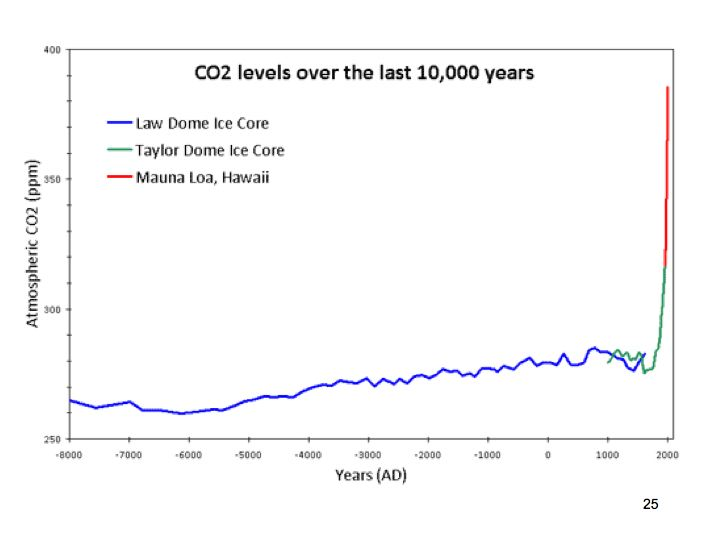 CO2 levels over the last 10,000 years
Law Dome Ice Core
Taylor Dome Ice Core
Mauna Loa, Hawaii
Atmospheric CO2 (ppm)
400
350
300
250
-8000 -7000 -6000 -5000 -4000 -3000 -2000 -1000 0 1000 2000
Years (AD)
25